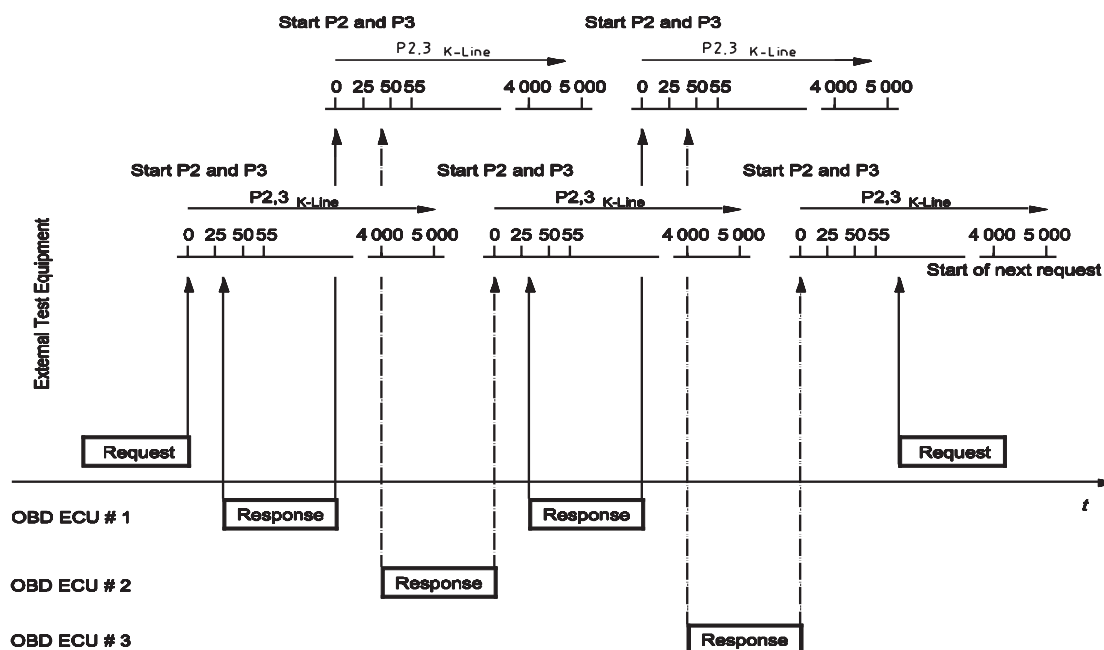 Start P2 and P3 Start P2 and P3
P2,3 K-Line P2,3 K-Line
0 25 50 55 4 000 5 000 0 25 50 55 4 000 5 000
Start P2 and P3 Start P2 and P3 Start P2 and P3
P2,3 K-Line P2,3 K-Line P2,3 K-Line
0 25 50 55 4 000 5 000 0 25 50 55 4 000 5 000 0 25 50 55 4 000 5 000
Start of next request
External Test Equipment
Request Request
t
OBD ECU # 1 Response Response
OBD ECU # 2 Response
OBD ECU # 3 Response